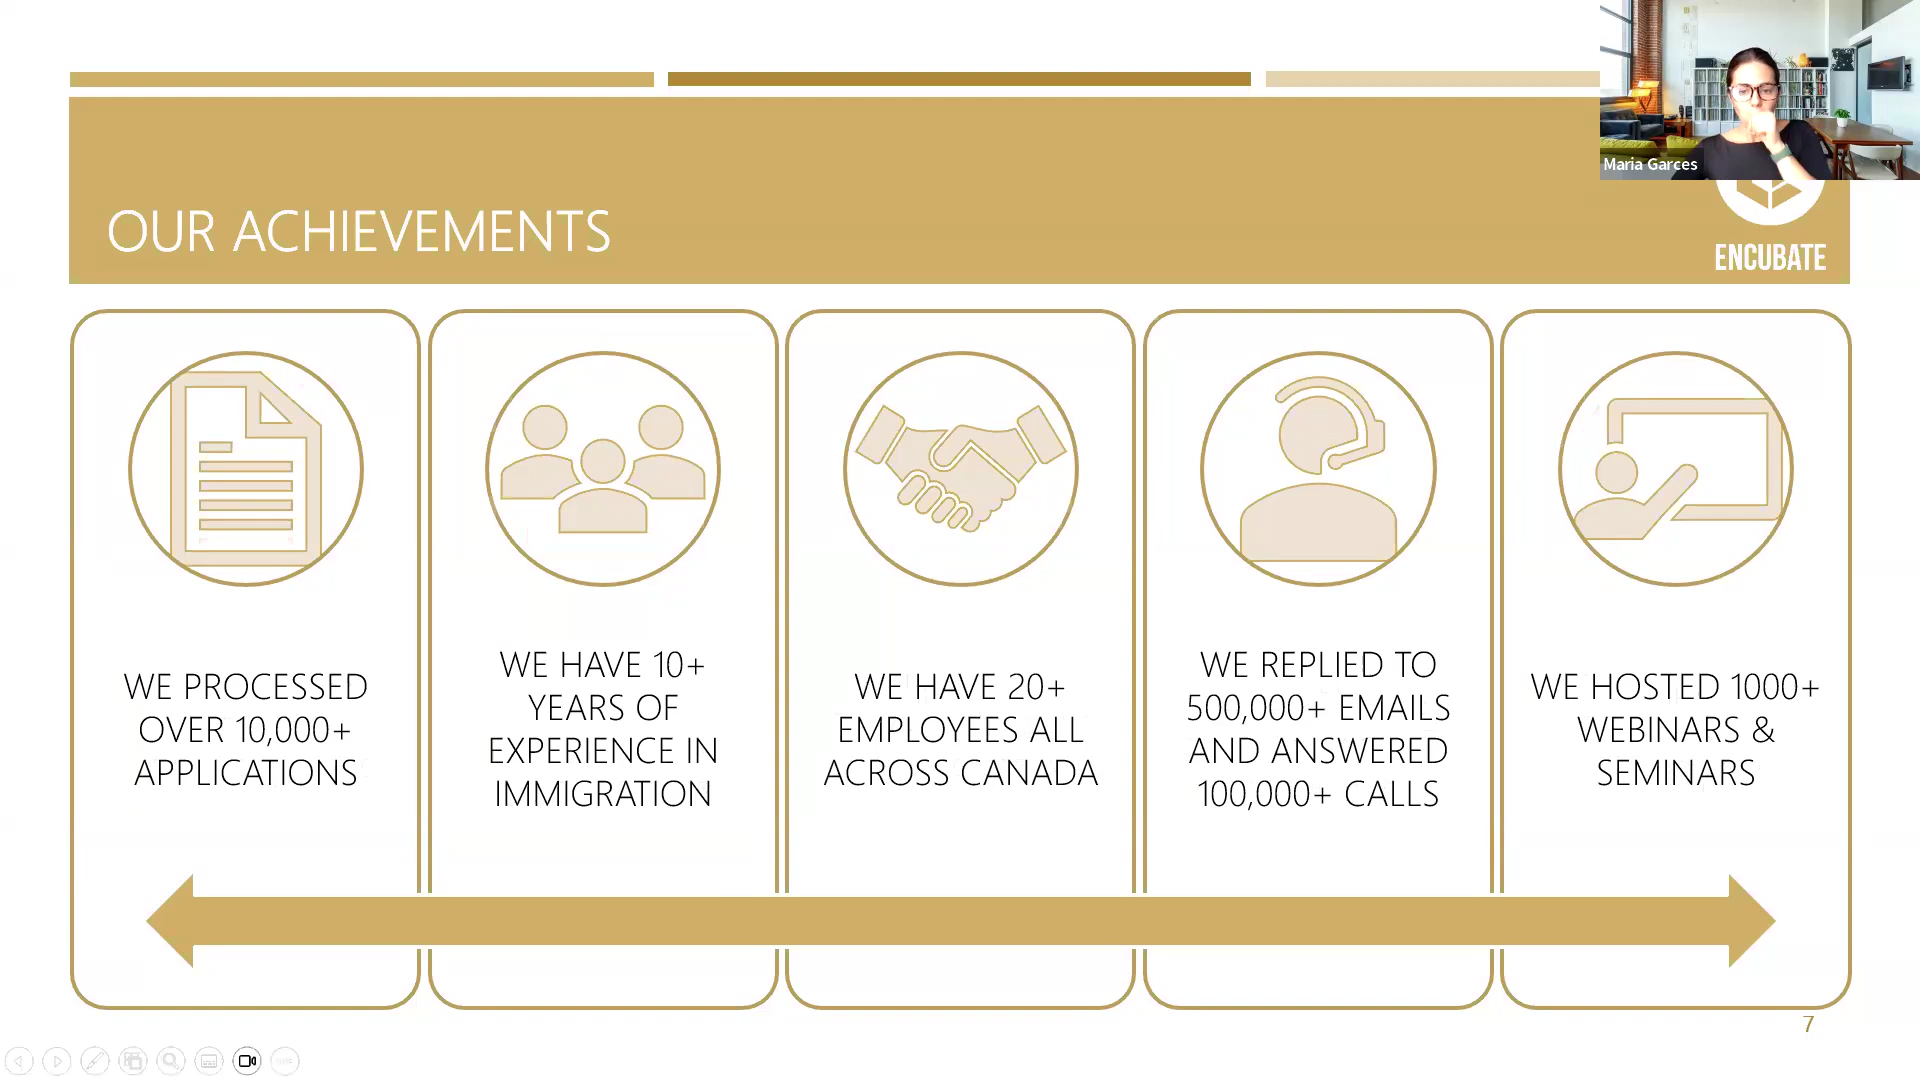 Maria Garces
OUR ACHIEVEMENTS
ENCUBATE
WE PROCESSED
OVER 10,000+
APPLICATIONS
WE HAVE 10+
YEARS OF
EXPERIENCE IN
IMMIGRATION
WE HAVE 20+
EMPLOYEES ALL
ACROSS CANADA
WE REPLIED TO
500,000+ EMAILS
AND ANSWERED
100,000+ CALLS
WE HOSTED 1000+
WEBINARS &
SEMINARS
7